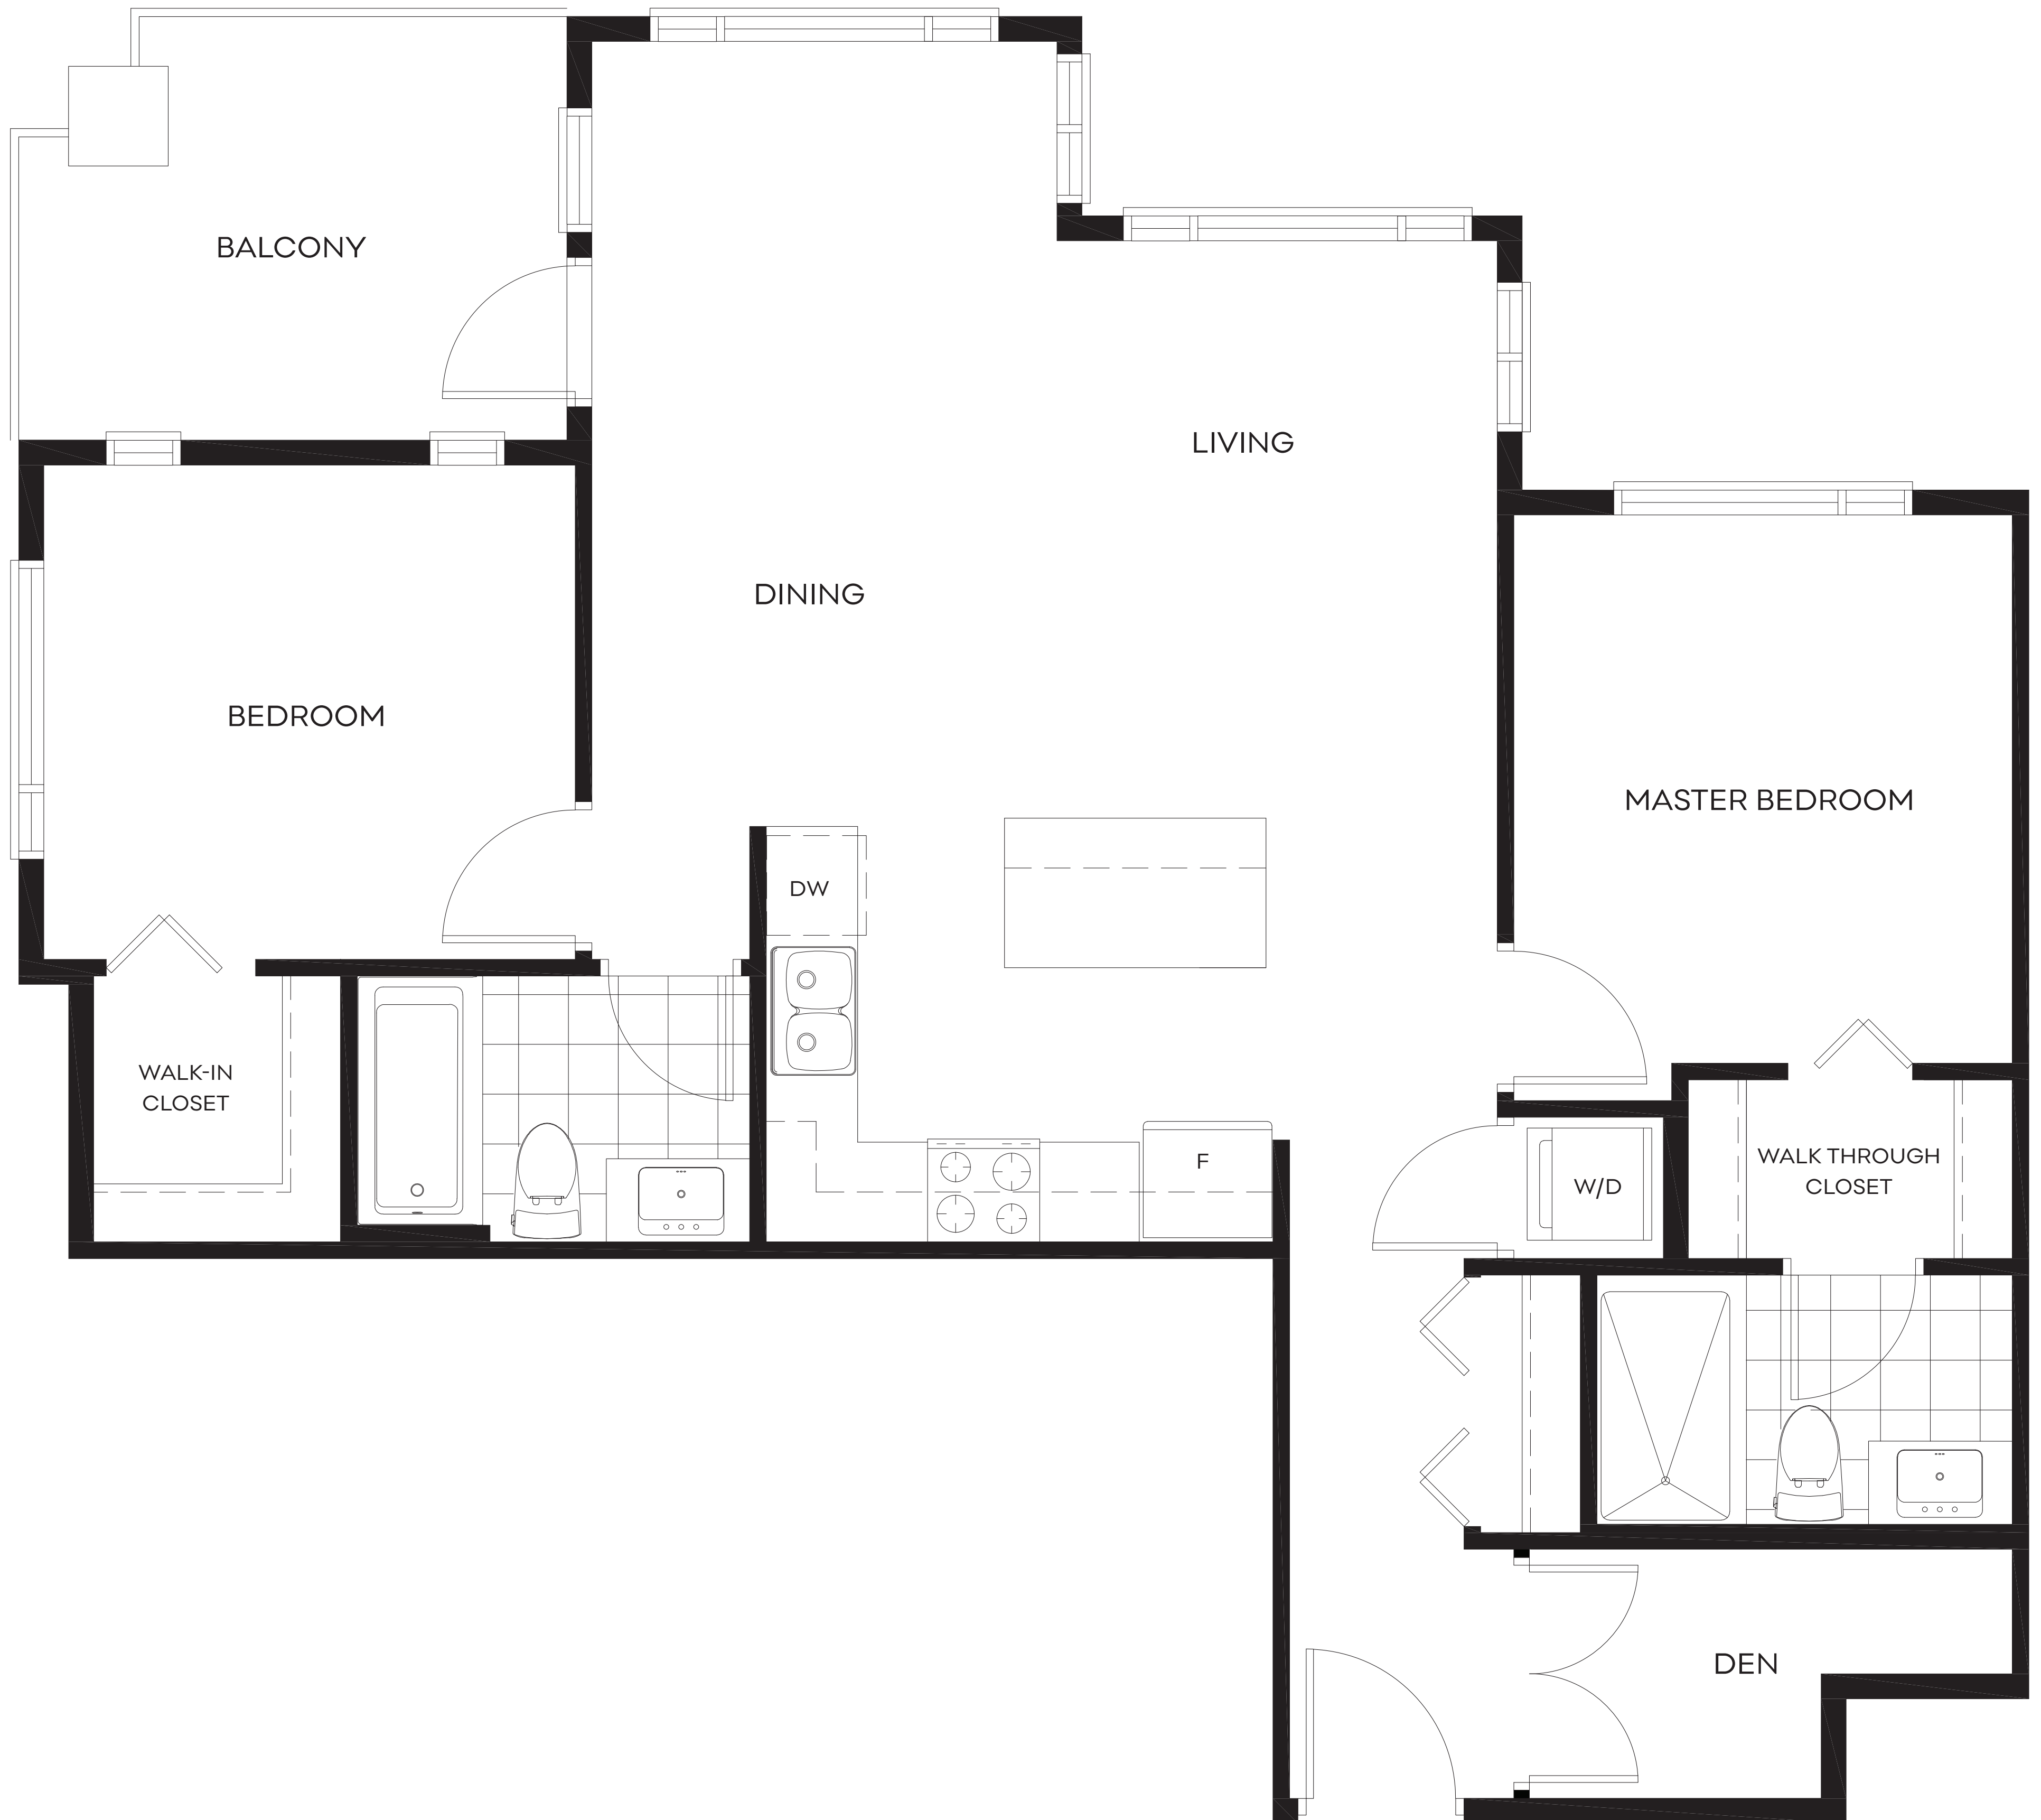 BALCONY
LIVING
DINING
BEDROOM
MASTER BEDROOM
DW
WALK-IN
CLOSET
F
W/D
WALK THROUGH
CLOSET
DEN